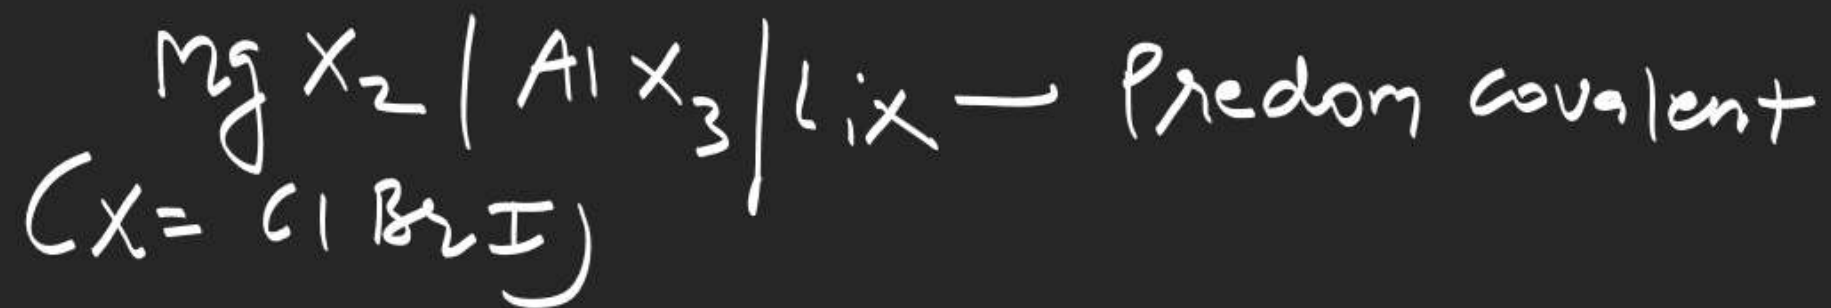 MgX₂ | AlX₃ | LiX — Predom covalent
(X = Cl Br I)